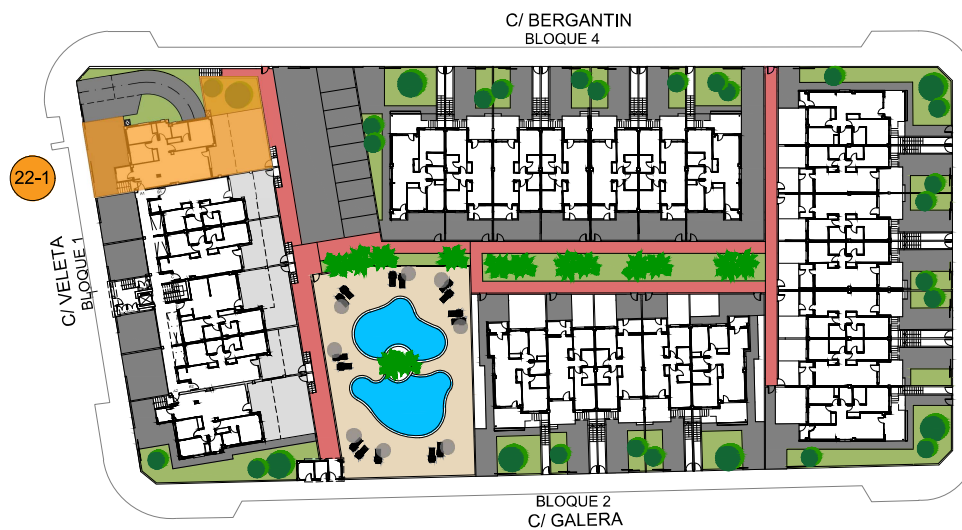 C/ BERGANTIN
BLOQUE 4
22-1
C/ VELETA
BLOQUE 1
BLOQUE 2
C/ GALERA